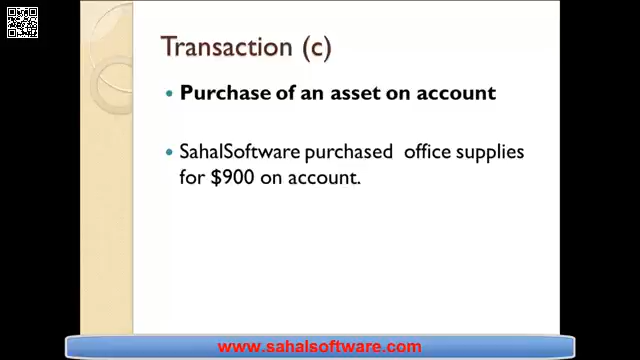 Transaction (c)
• Purchase of an asset on account
• SahalSoftware purchased office supplies
for $900 on account.
www.sahalsoftware.com